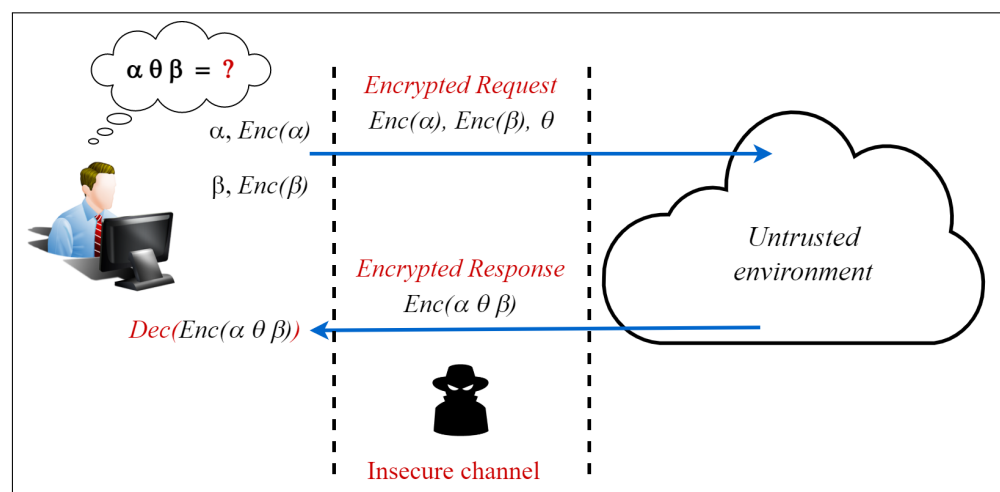 α θ β = ?
α, Enc(α)
β, Enc(β)
Encrypted Request
Enc(α), Enc(β), θ
Untrusted
environment
Encrypted Response
Enc(α θ β)
Dec(Enc(α θ β))
Insecure channel